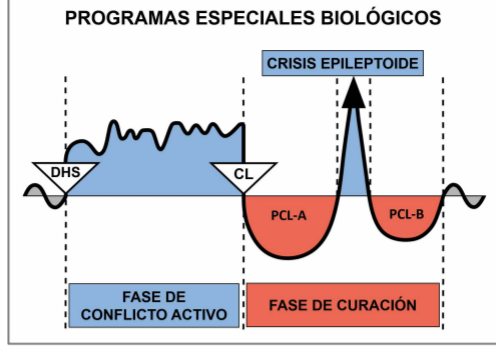 PROGRAMAS ESPECIALES BIOLÓGICOS
CRISIS EPILEPTOIDE
DHS
CL
PCL-A
PCL-B
FASE DE
CONFLICTO ACTIVO
FASE DE CURACIÓN